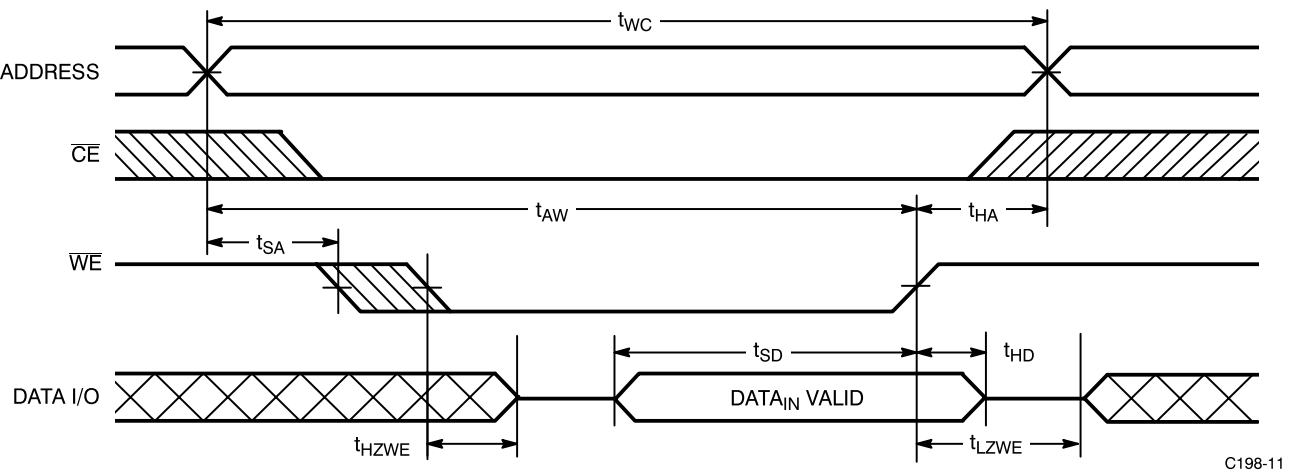 tWC
ADDRESS
CE
tAW
tHA
tSA
WE
tSD
tHD
DATA I/O
DATAIN VALID
tHZWE
tLZWE
C198-11